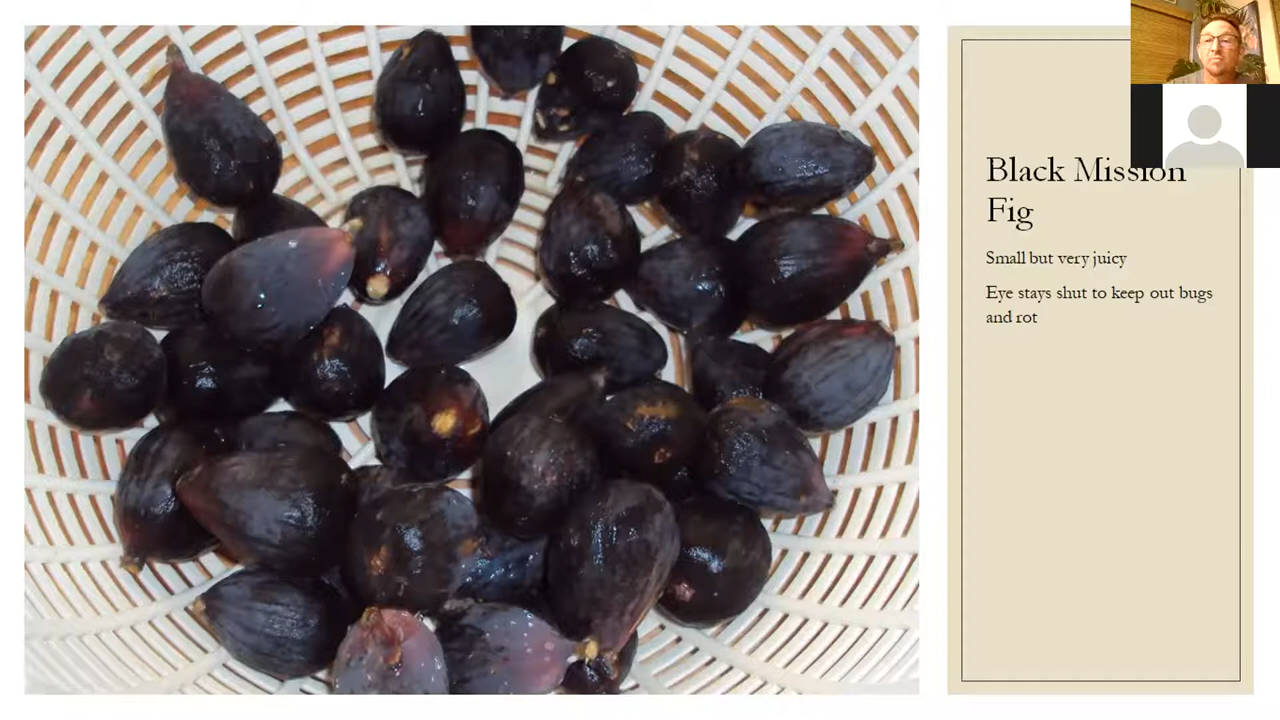 Black Mission
Fig
Small but very juicy
Eye stays shut to keep out bugs
and rot